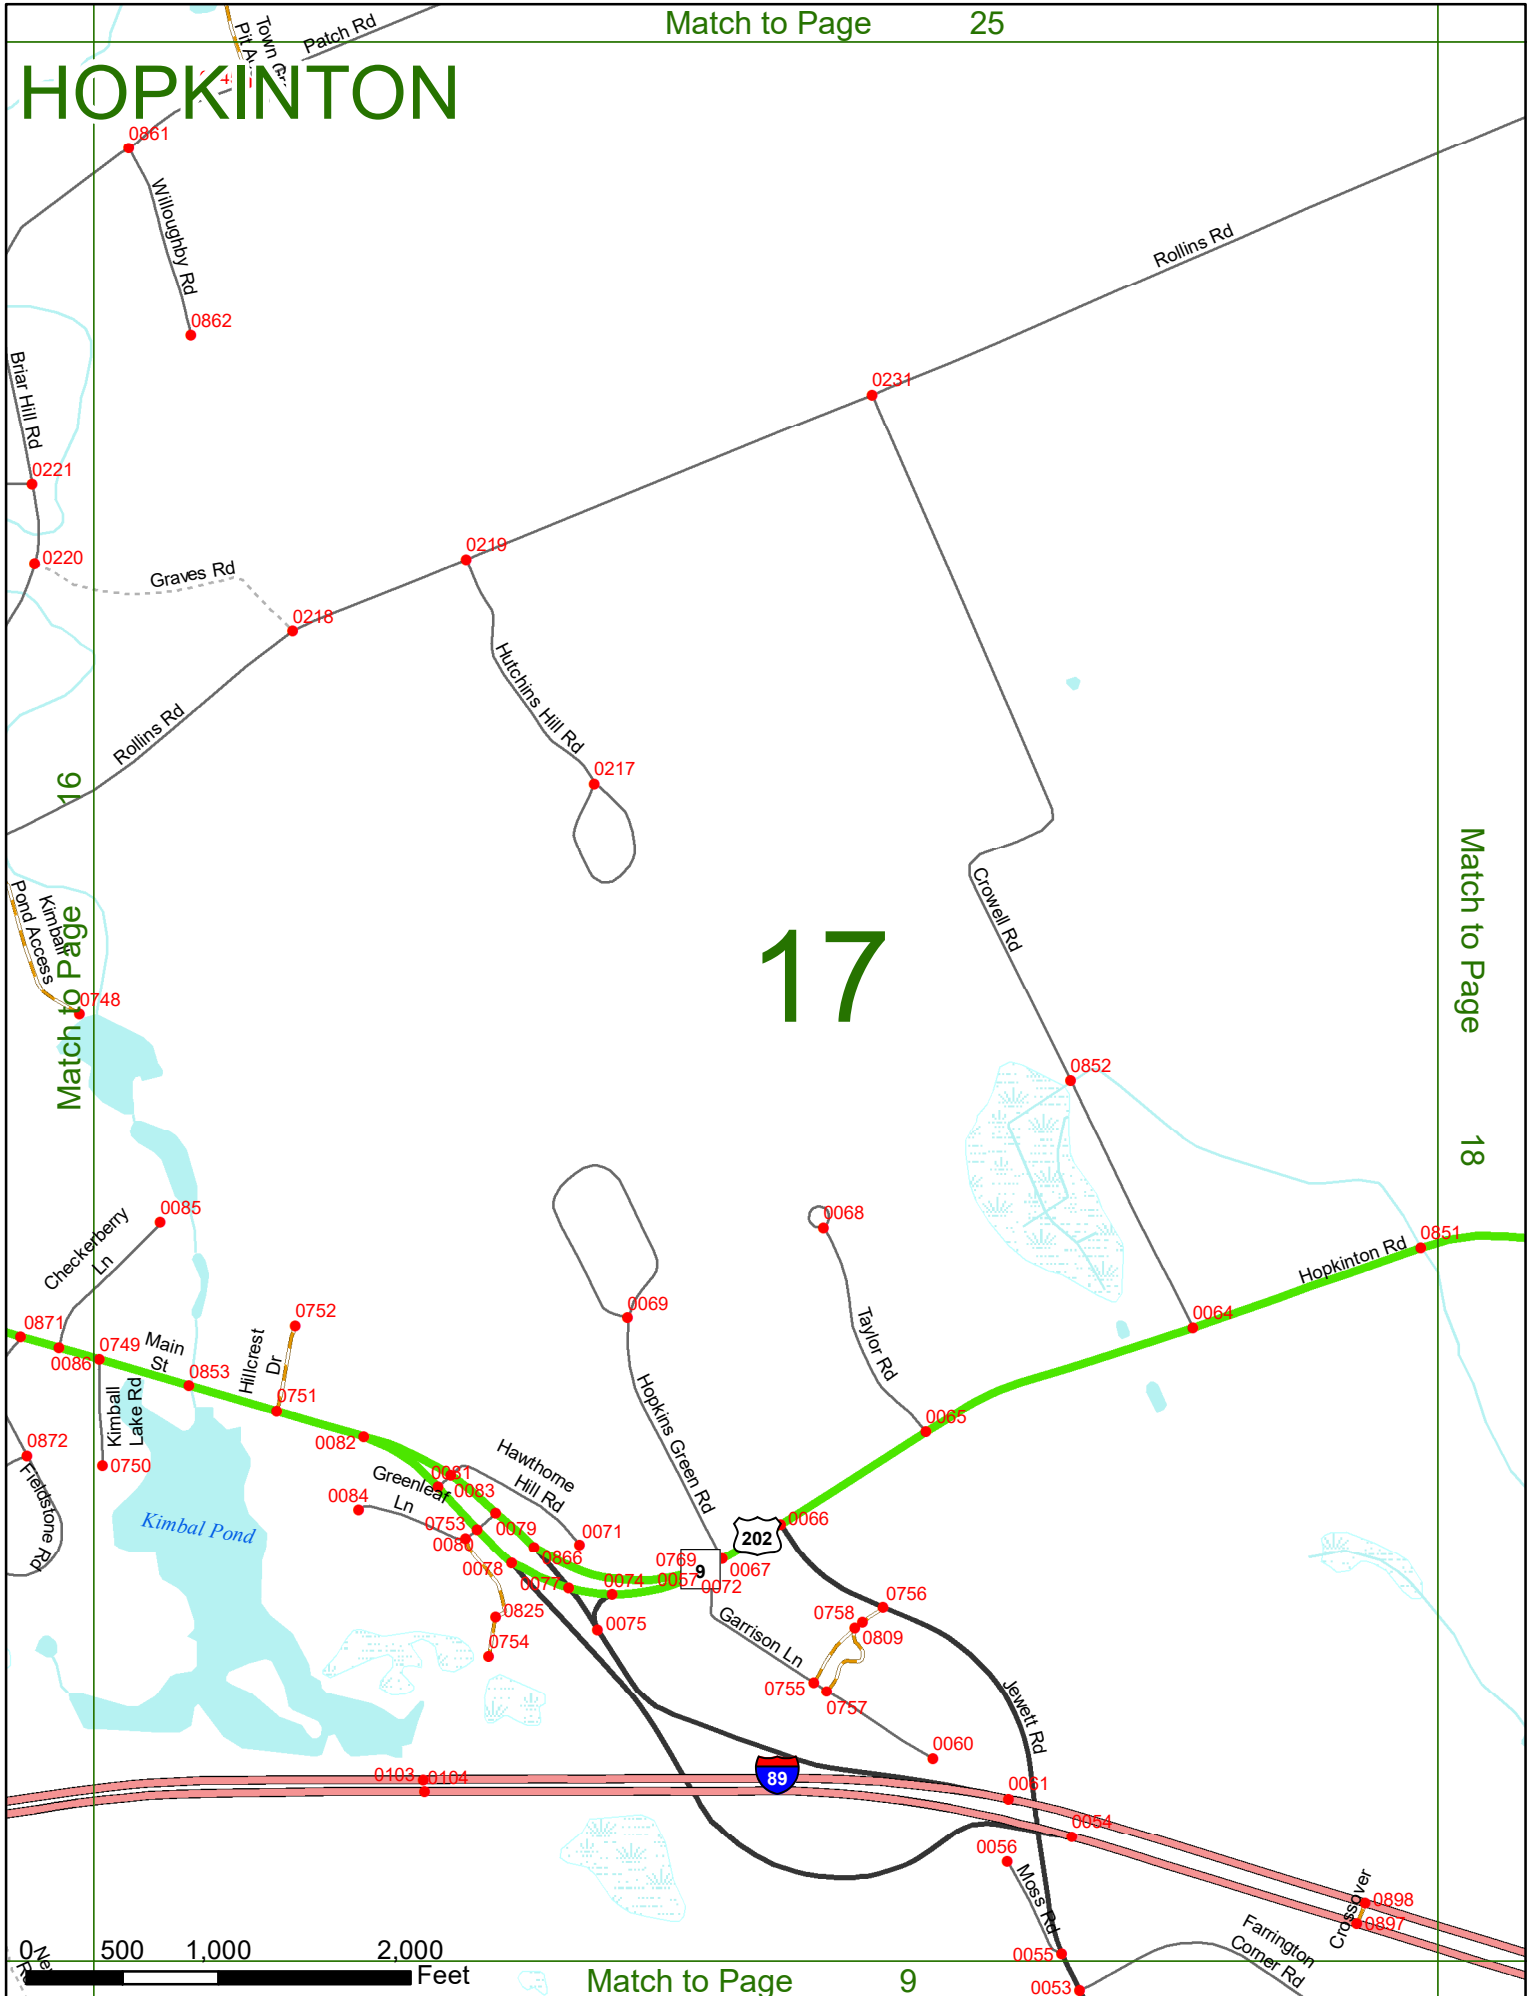 Match to Page 25
HOPKINTON
Patch Rd
Town
Pit
0861
Willoughby Rd
0862
Rollins Rd
0231
Briar Hill Rd
0221
0220
Graves Rd
0219
0218
Hutchins Hill Rd
Rollins Rd
0217
Match to Page 16
Match to Page 18
Kimball
Pond Access
0748
17
Crowell Rd
0852
0085
Checkerberry
Ln
0068
0851
Hopkinton Rd
0064
0069
Taylor Rd
0752
0871
0086
0749
Main
St
0853
Hillcrest
Dr
0751
Kimball
Lake Rd
0750
0872
Fieldstone Rd
0082
Hopkins Green Rd
0065
Hawthorne
Hill Rd
0081
0083
Greenleaf
Ln
0084
0753
0079
0080
0071
0866
0078
0077
0074
0769
0057
9
0067
0072
202
0066
Kimbal Pond
0825
0754
0075
Garrison Ln
0758
0756
0809
0755
0757
Jewett Rd
0060
0103
0104
89
0061
0054
0056
Moss Rd
0055
0053
Farrington
Corner Rd
Crossover
0898
0897
0 500 1,000 2,000
Feet
Match to Page 9